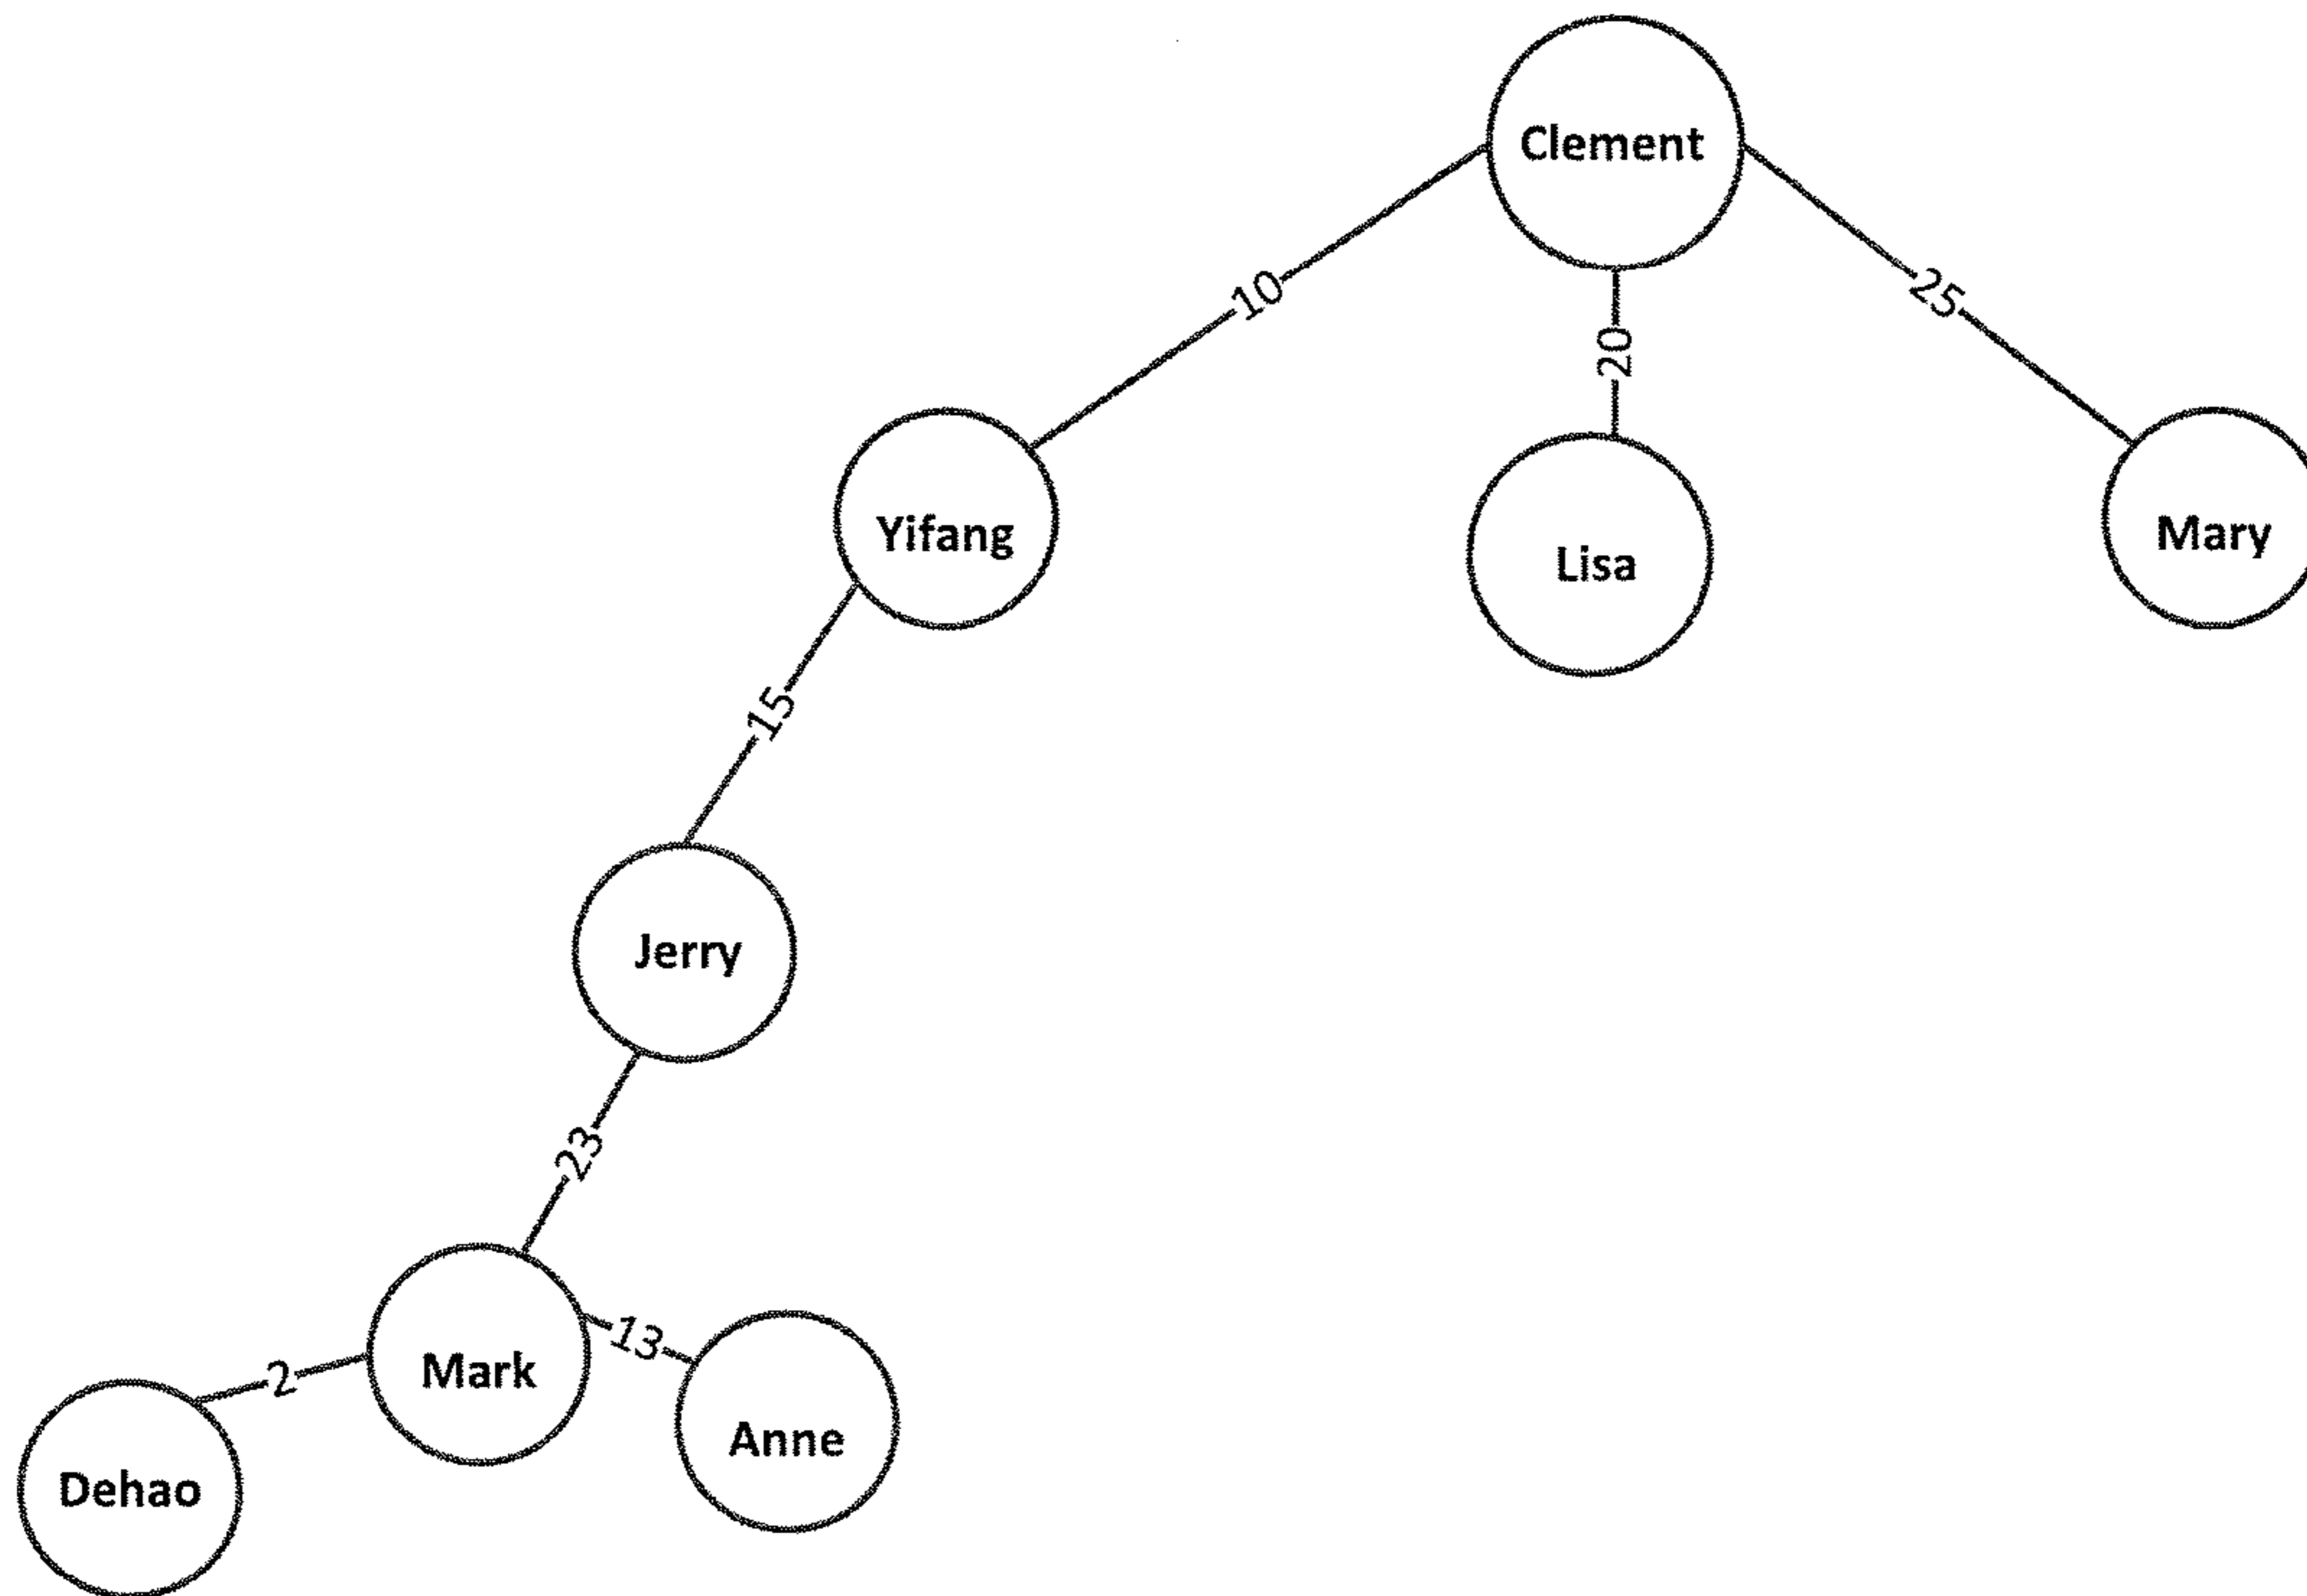 Clement
10
25
20
Yifang
Lisa
Mary
15
Jerry
23
13
Mark
2
Anne
Dehao